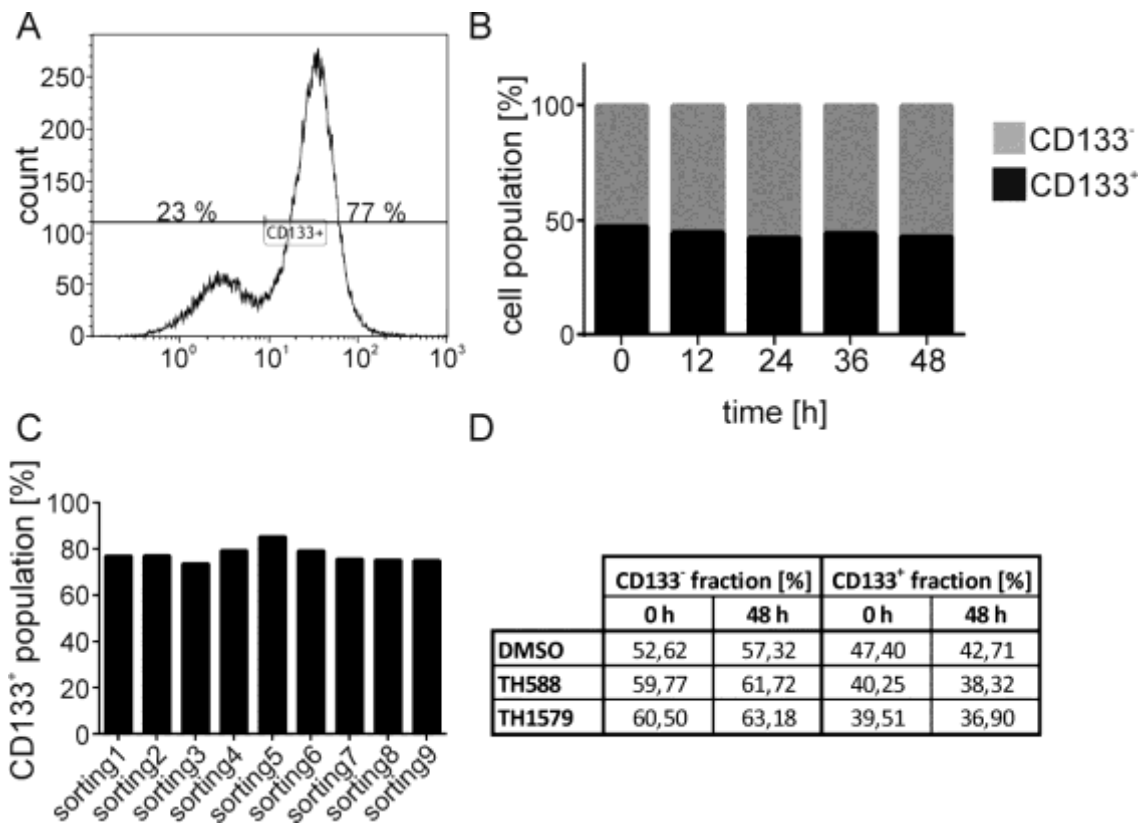 A
count
250
200
150
100
50
0
23 %
77 %
CD133+
10⁰
10¹
10²
10³
B
cell population [%]
100
50
0
0 12 24 36 48
time [h]
CD133⁻
CD133⁺
C
CD133⁺ population [%]
100
80
60
40
20
0
sorting1
sorting2
sorting3
sorting4
sorting5
sorting6
sorting7
sorting8
sorting9
D
CD133⁻ fraction [%] CD133⁺ fraction [%]
0 h 48 h 0 h 48 h
DMSO 52,62 57,32 47,40 42,71
TH588 59,77 61,72 40,25 38,32
TH1579 60,50 63,18 39,51 36,90